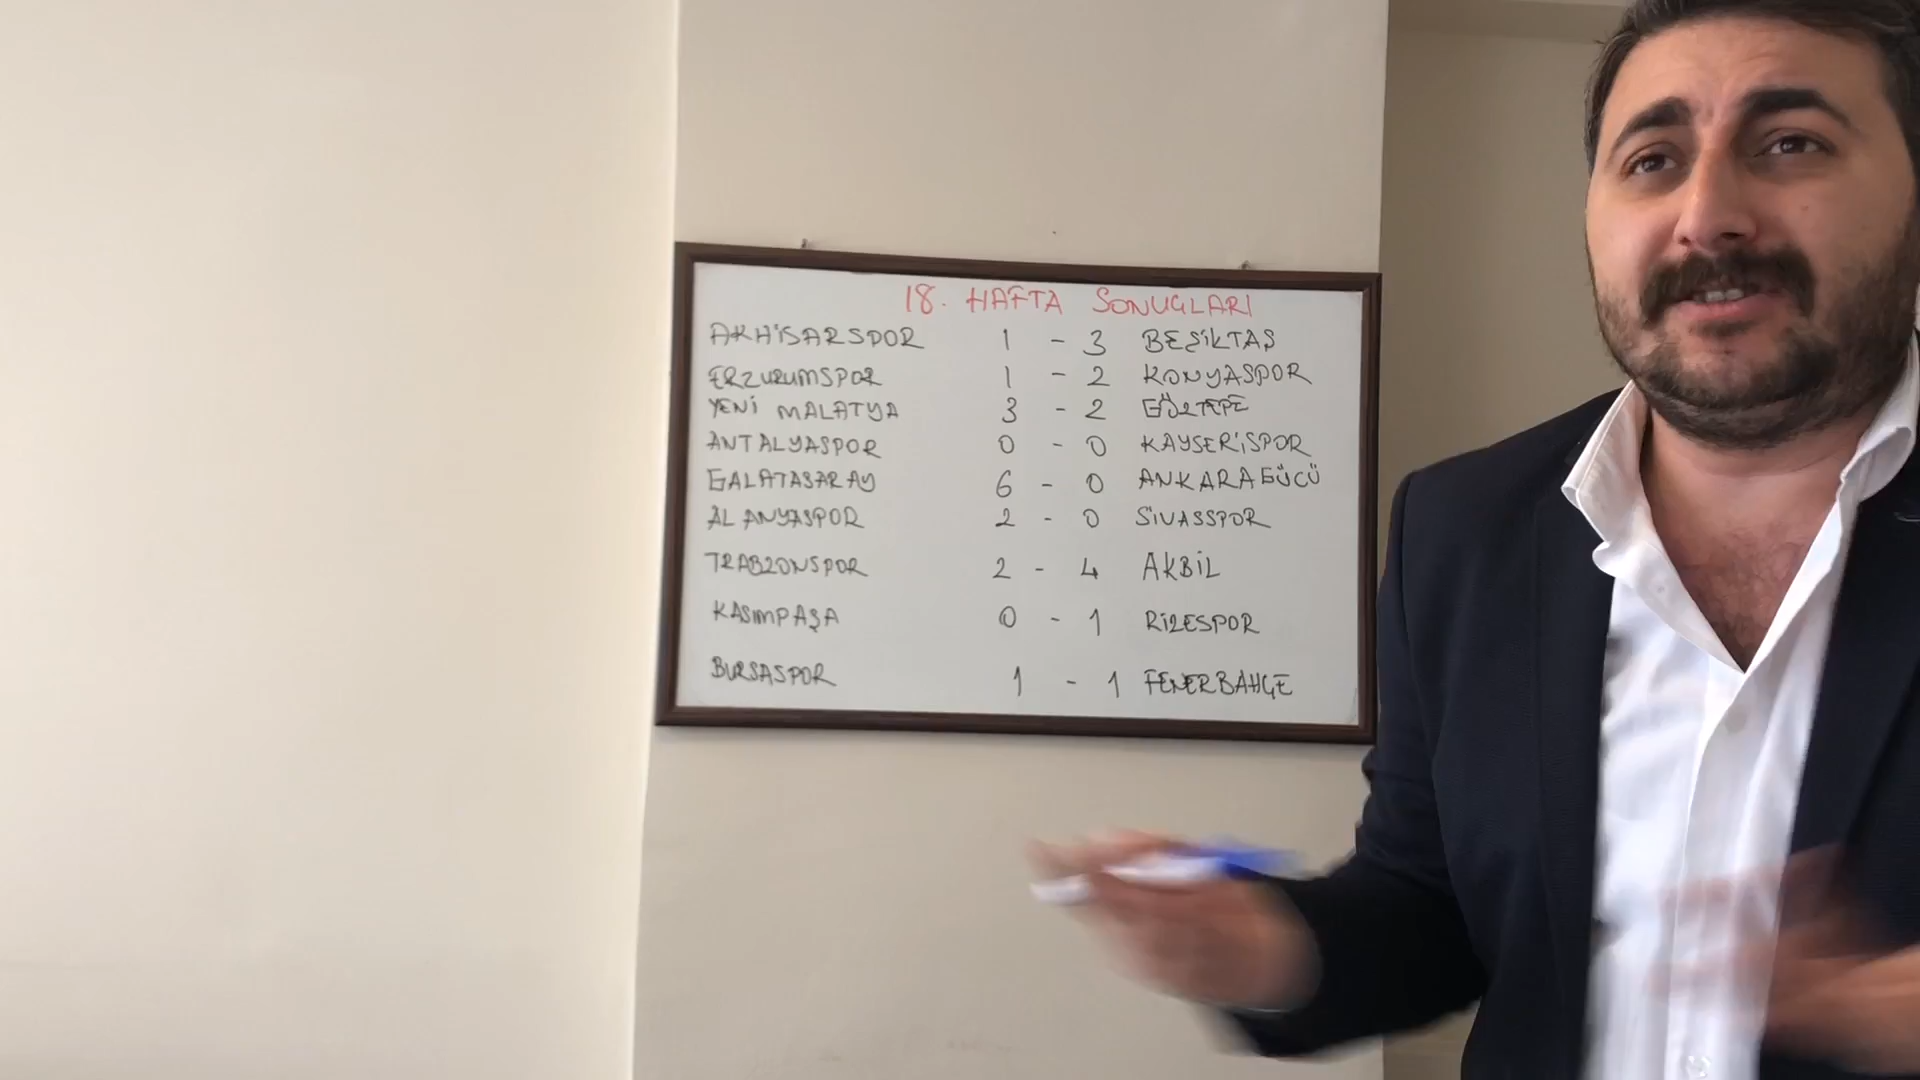 18. HAFTA SONUÇLARI
AKHİSARSPOR 1 - 3 BEŞİKTAŞ
ERZURUMSPOR 1 - 2 KONYASPOR
YENİ MALATYA 3 - 2 GÖZTEPE
ANTALYASPOR 0 - 0 KAYSERİSPOR
GALATASARAY 6 - 0 ANKARAGÜCÜ
ALANYASPOR 2 - 0 SİVASSPOR
TRABZONSPOR 2 - 4 AKBİL
KASIMPAŞA 0 - 1 RİZESPOR
BURSASPOR 1 - 1 FENERBAHÇE